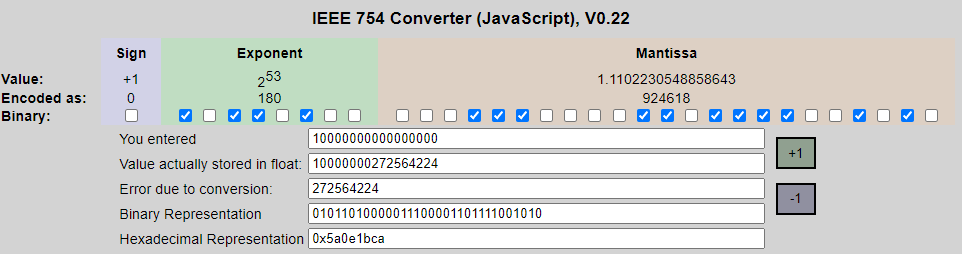 IEEE 754 Converter (JavaScript), V0.22
Sign Exponent Mantissa
Value: +1 2^53 1.1102230548858643
Encoded as: 0 180 924618
Binary:
You entered 10000000000000000
Value actually stored in float: 10000000272564224
Error due to conversion: 272564224
Binary Representation 01011010000011100001101111001010
Hexadecimal Representation 0x5a0e1bca
+1
-1